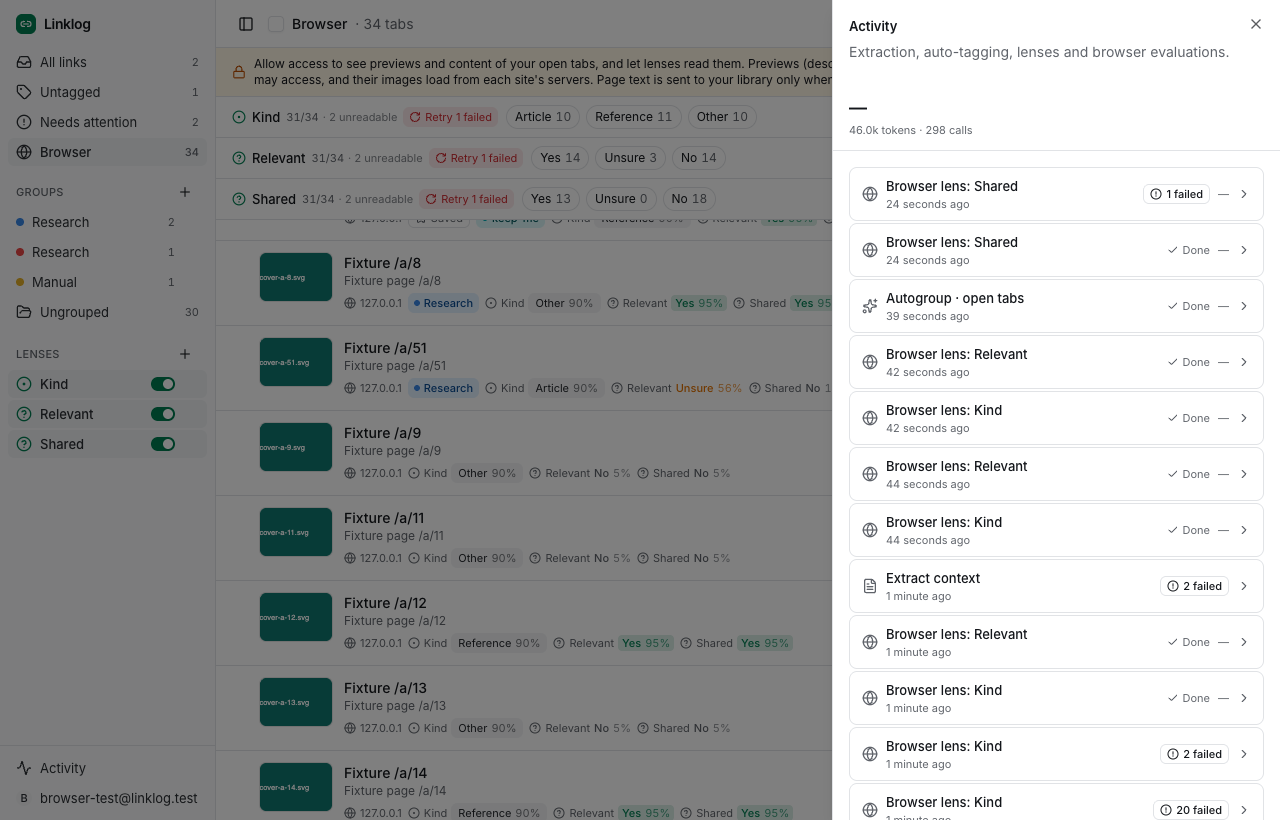 Linklog
All links 2
Untagged 1
Needs attention 2
Browser 34
GROUPS
Research 2
Research 1
Manual 1
Ungrouped 30
LENSES
Kind
Relevant
Shared
Activity
B browser-test@linklog.test
Browser · 34 tabs
Allow access to see previews and content of your open tabs, and let lenses read them. Previews
may access, and their images load from each site's servers. Page text is sent to your library only
Kind 31/34 · 2 unreadable Retry 1 failed Article 10 Reference 11 Other 10
Relevant 31/34 · 2 unreadable Retry 1 failed Yes 14 Unsure 3 No 14
Shared 31/34 · 2 unreadable Retry 1 failed Yes 13 Unsure 0 No 18
cover-a-8.svg
Fixture /a/8
Fixture page /a/8
127.0.0.1 Research Kind Other 90% Relevant Yes 95% Shared Yes
cover-a-51.svg
Fixture /a/51
Fixture page /a/51
127.0.0.1 Research Kind Article 90% Relevant Unsure 56% Shared No
cover-a-9.svg
Fixture /a/9
Fixture page /a/9
127.0.0.1 Kind Other 90% Relevant No 5% Shared No 5%
cover-a-11.svg
Fixture /a/11
Fixture page /a/11
127.0.0.1 Kind Other 90% Relevant No 5% Shared No 5%
cover-a-12.svg
Fixture /a/12
Fixture page /a/12
127.0.0.1 Kind Reference 90% Relevant Yes 95% Shared Yes 95%
cover-a-13.svg
Fixture /a/13
Fixture page /a/13
127.0.0.1 Kind Other 90% Relevant No 5% Shared No 5%
cover-a-14.svg
Fixture /a/14
Fixture page /a/14
127.0.0.1 Kind Reference 90% Relevant Yes 95% Shared Yes 95%
Activity
Extraction, auto-tagging, lenses and browser evaluations.
—
46.0k tokens · 298 calls
Browser lens: Shared
24 seconds ago
1 failed —
Browser lens: Shared
24 seconds ago
Done —
Autogroup · open tabs
39 seconds ago
Done —
Browser lens: Relevant
42 seconds ago
Done —
Browser lens: Kind
42 seconds ago
Done —
Browser lens: Relevant
44 seconds ago
Done —
Browser lens: Kind
44 seconds ago
Done —
Extract context
1 minute ago
2 failed
Browser lens: Relevant
1 minute ago
Done —
Browser lens: Kind
1 minute ago
Done —
Browser lens: Kind
1 minute ago
2 failed
Browser lens: Kind
1 minute ago
20 failed